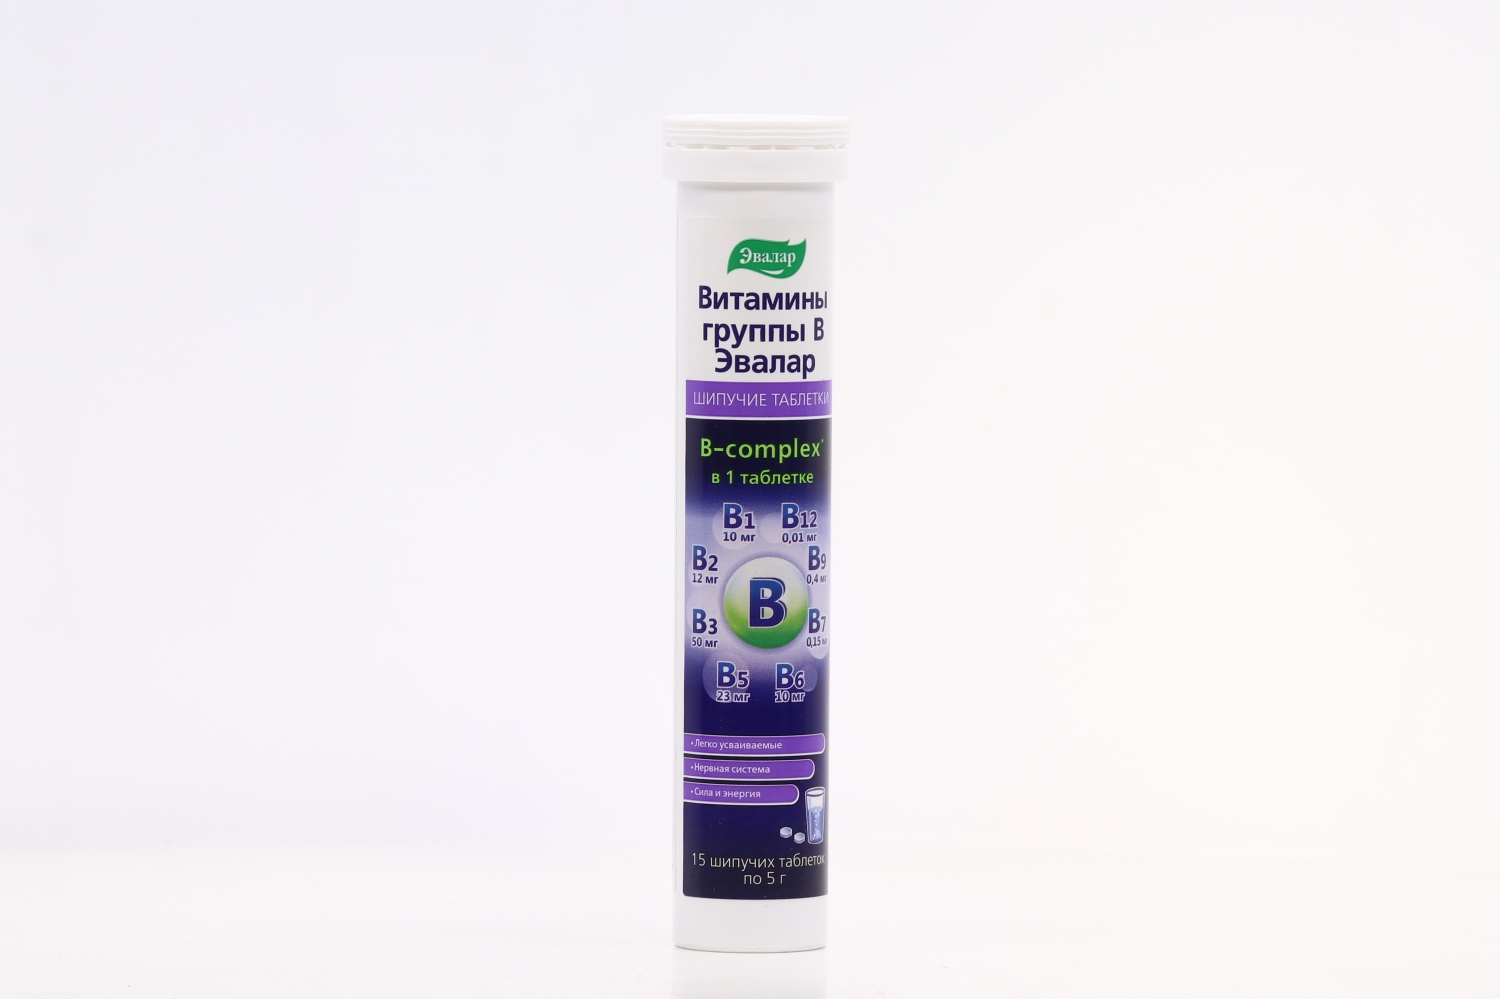 Эвалар
Витамины
группы В
Эвалар
ШИПУЧИЕ ТАБЛЕТКИ
B-complex*
в 1 таблетке
B1 B12
10 мг 0,01 мг
B2 B9
12 мг 0,4 мг
B
B3 B7
50 мг 0,15 мг
B5 B6
23 мг 10 мг
•Легко усваиваемые
•Нервная система
•Сила и энергия
15 шипучих таблеток
по 5 г